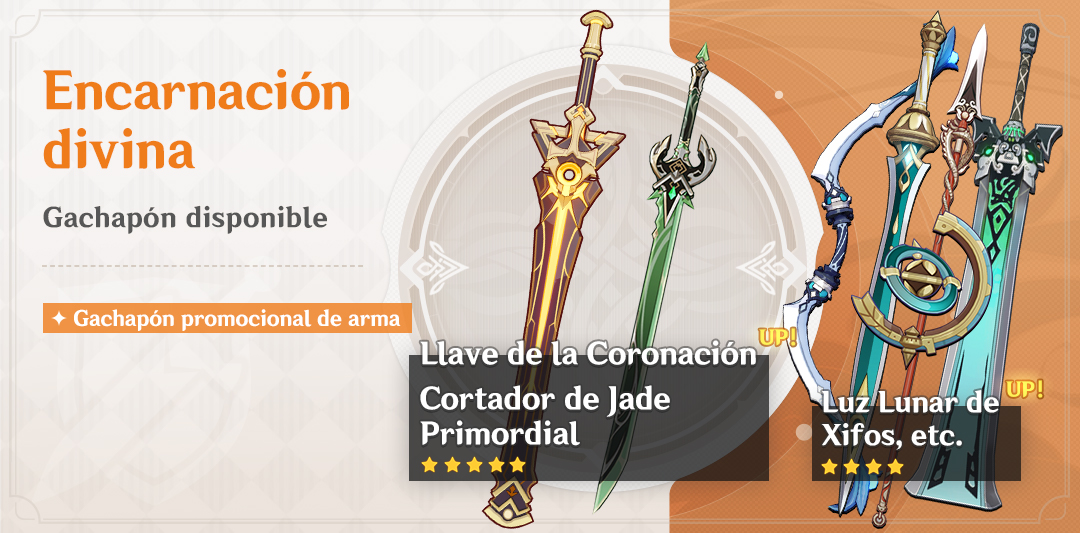 Encarnación
divina
Gachapón disponible
✦ Gachapón promocional de arma
UP!
Llave de la Coronación
Cortador de Jade
Primordial
UP!
Luz Lunar de
Xifos, etc.